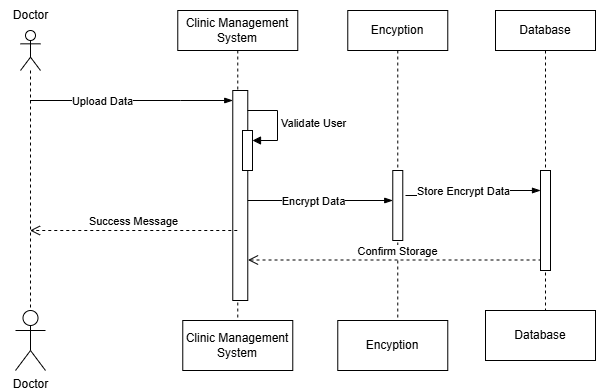 Doctor
Clinic Management
System
Encyption
Database
Upload Data
Validate User
Store Encrypt Data
Encrypt Data
Success Message
Confirm Storage
Clinic Management
System
Encyption
Database
Doctor